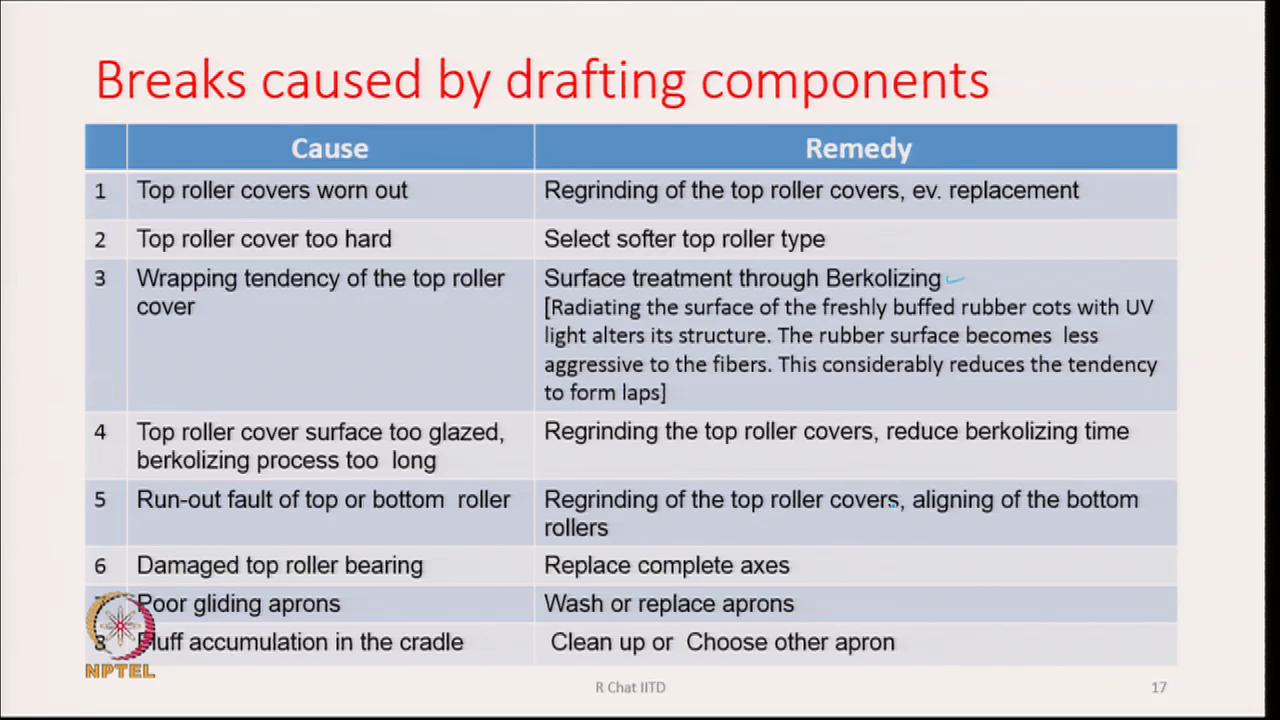 Breaks caused by drafting components
Cause Remedy
1 Top roller covers worn out Regrinding of the top roller covers, ev. replacement
2 Top roller cover too hard Select softer top roller type
3 Wrapping tendency of the top roller Surface treatment through Berkolizing
cover [Radiating the surface of the freshly buffed rubber cots with UV
light alters its structure. The rubber surface becomes less
aggressive to the fibers. This considerably reduces the tendency
to form laps]
4 Top roller cover surface too glazed, Regrinding the top roller covers, reduce berkolizing time
berkolizing process too long
5 Run-out fault of top or bottom roller Regrinding of the top roller covers, aligning of the bottom
rollers
6 Damaged top roller bearing Replace complete axes
Poor gliding aprons Wash or replace aprons
8 Fluff accumulation in the cradle Clean up or Choose other apron
NPTEL
R Chat IITD 17